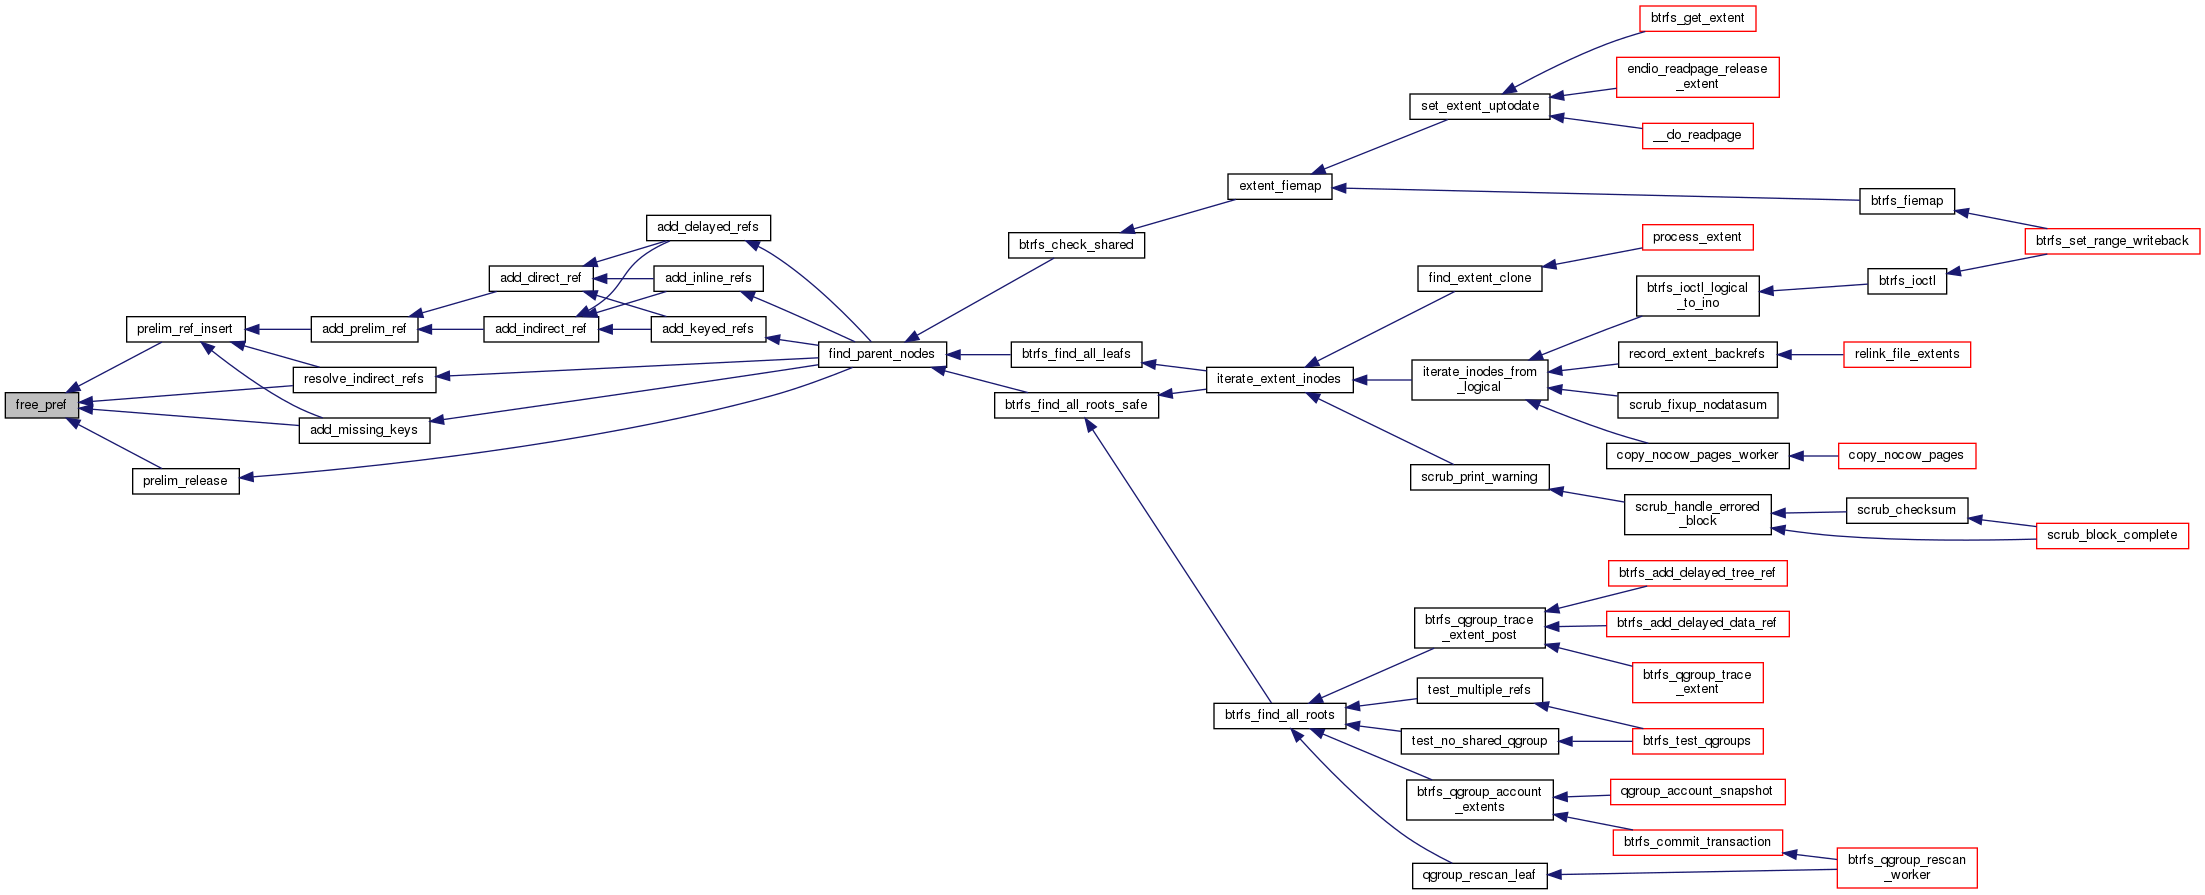 btrfs_get_extent
endio_readpage_release
_extent
set_extent_uptodate
__do_readpage
extent_fiemap
btrfs_fiemap
add_delayed_refs
btrfs_check_shared
process_extent
btrfs_set_range_writeback
add_direct_ref
add_inline_refs
find_extent_clone
btrfs_ioctl_logical
_to_ino
btrfs_ioctl
prelim_ref_insert
add_prelim_ref
add_indirect_ref
add_keyed_refs
find_parent_nodes
btrfs_find_all_leafs
record_extent_backrefs
relink_file_extents
resolve_indirect_refs
iterate_extent_inodes
iterate_inodes_from
_logical
free_pref
btrfs_find_all_roots_safe
scrub_fixup_nodatasum
add_missing_keys
copy_nocow_pages_worker
copy_nocow_pages
prelim_release
scrub_print_warning
scrub_handle_errored
_block
scrub_checksum
scrub_block_complete
btrfs_add_delayed_tree_ref
btrfs_qgroup_trace
_extent_post
btrfs_add_delayed_data_ref
btrfs_qgroup_trace
_extent
test_multiple_refs
btrfs_find_all_roots
test_no_shared_qgroup
btrfs_test_qgroups
btrfs_qgroup_account
_extents
qgroup_account_snapshot
btrfs_commit_transaction
qgroup_rescan_leaf
btrfs_qgroup_rescan
_worker